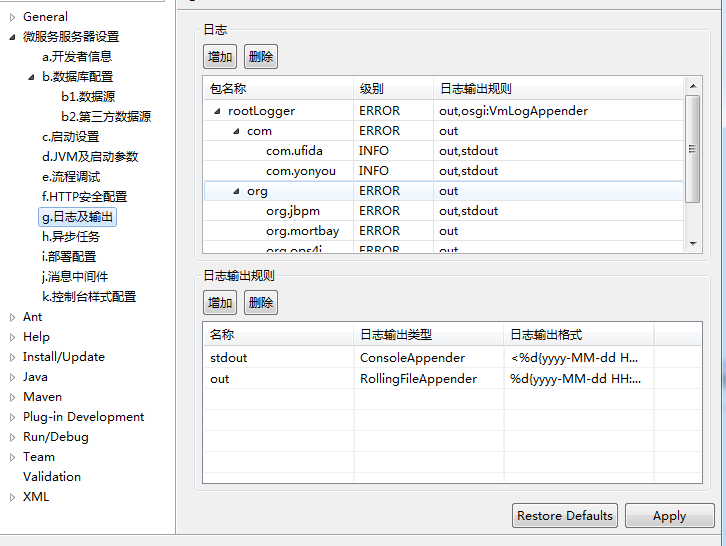 General
微服务服务器设置
a.开发者信息
b.数据库配置
b1.数据源
b2.第三方数据源
c.启动设置
d.JVM及启动参数
e.流程调试
f.HTTP安全配置
g.日志及输出
h.异步任务
i.部署配置
j.消息中间件
k.控制台样式配置
Ant
Help
Install/Update
Java
Maven
Plug-in Development
Run/Debug
Team
Validation
XML
日志
增加 删除
包名称 级别 日志输出规则
rootLogger ERROR out,osgi:VmLogAppender
com ERROR out
com.ufida INFO out,stdout
com.yonyou INFO out,stdout
org ERROR out
org.jbpm ERROR out,stdout
org.mortbay ERROR out
org.ops4j ERROR out
日志输出规则
增加 删除
名称 日志输出类型 日志输出格式
stdout ConsoleAppender <%d{yyyy-MM-dd H...
out RollingFileAppender %d{yyyy-MM-dd HH:...
Restore Defaults Apply